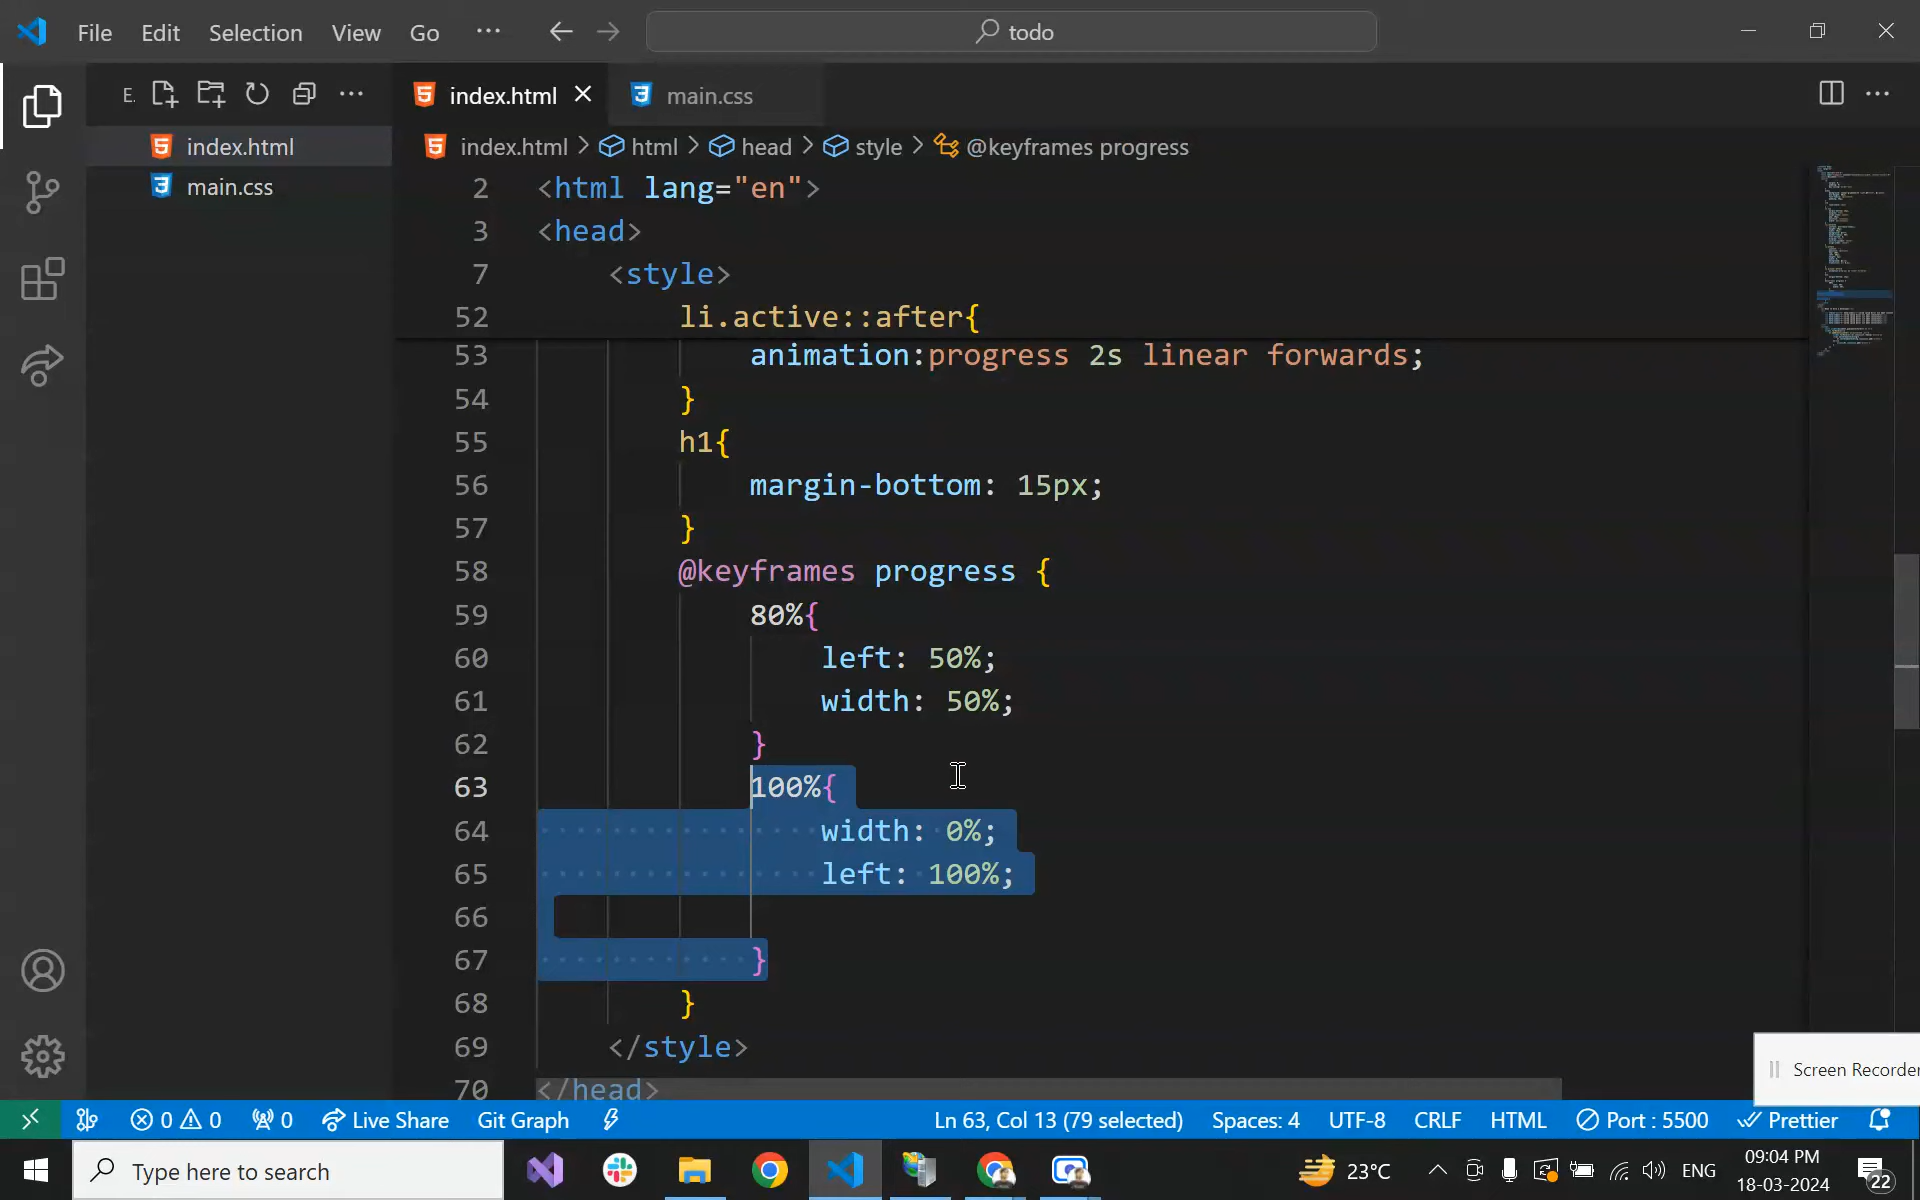 File Edit Selection View Go ··· todo
E. index.html main.css
index.html
main.css
index.html > html > head > style > @keyframes progress
2 <html lang="en">
3 <head>
7 <style>
52 li.active::after{
53 animation:progress 2s linear forwards;
54 }
55 h1{
56 margin-bottom: 15px;
57 }
58 @keyframes progress {
59 80%{
60 left: 50%;
61 width: 50%;
62 }
63 100%{
64 width: 0%;
65 left: 100%;
66
67 }
68 }
69 </style>
70 </head>
Screen Recorder
0 0 0 Live Share Git Graph Ln 63, Col 13 (79 selected) Spaces: 4 UTF-8 CRLF HTML Port : 5500 Prettier
Type here to search 23°C ENG 09:04 PM
18-03-2024 22